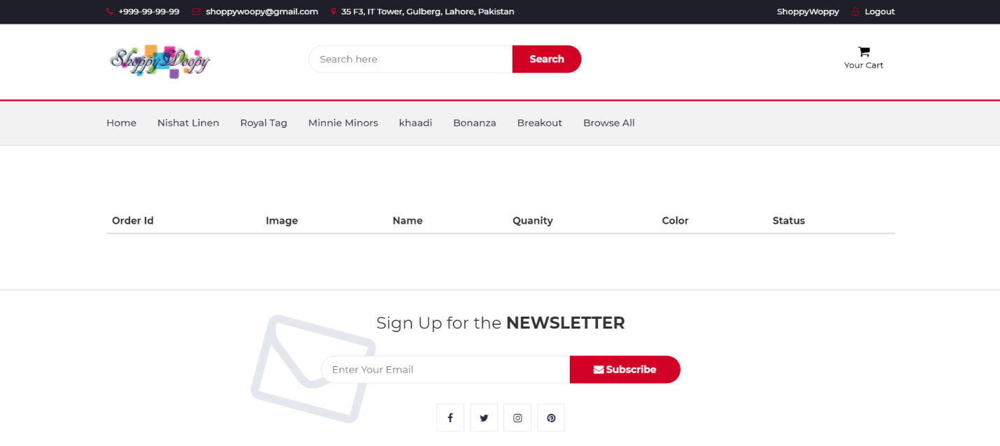 +999-99-99-99 shoppywoopy@gmail.com 35 F3, IT Tower, Gulberg, Lahore, Pakistan ShoppyWoppy Logout
ShoppyWoopy Search here Search Your Cart
Home Nishat Linen Royal Tag Minnie Minors khaadi Bonanza Breakout Browse All
Order Id Image Name Quanity Color Status
Sign Up for the NEWSLETTER
Enter Your Email Subscribe